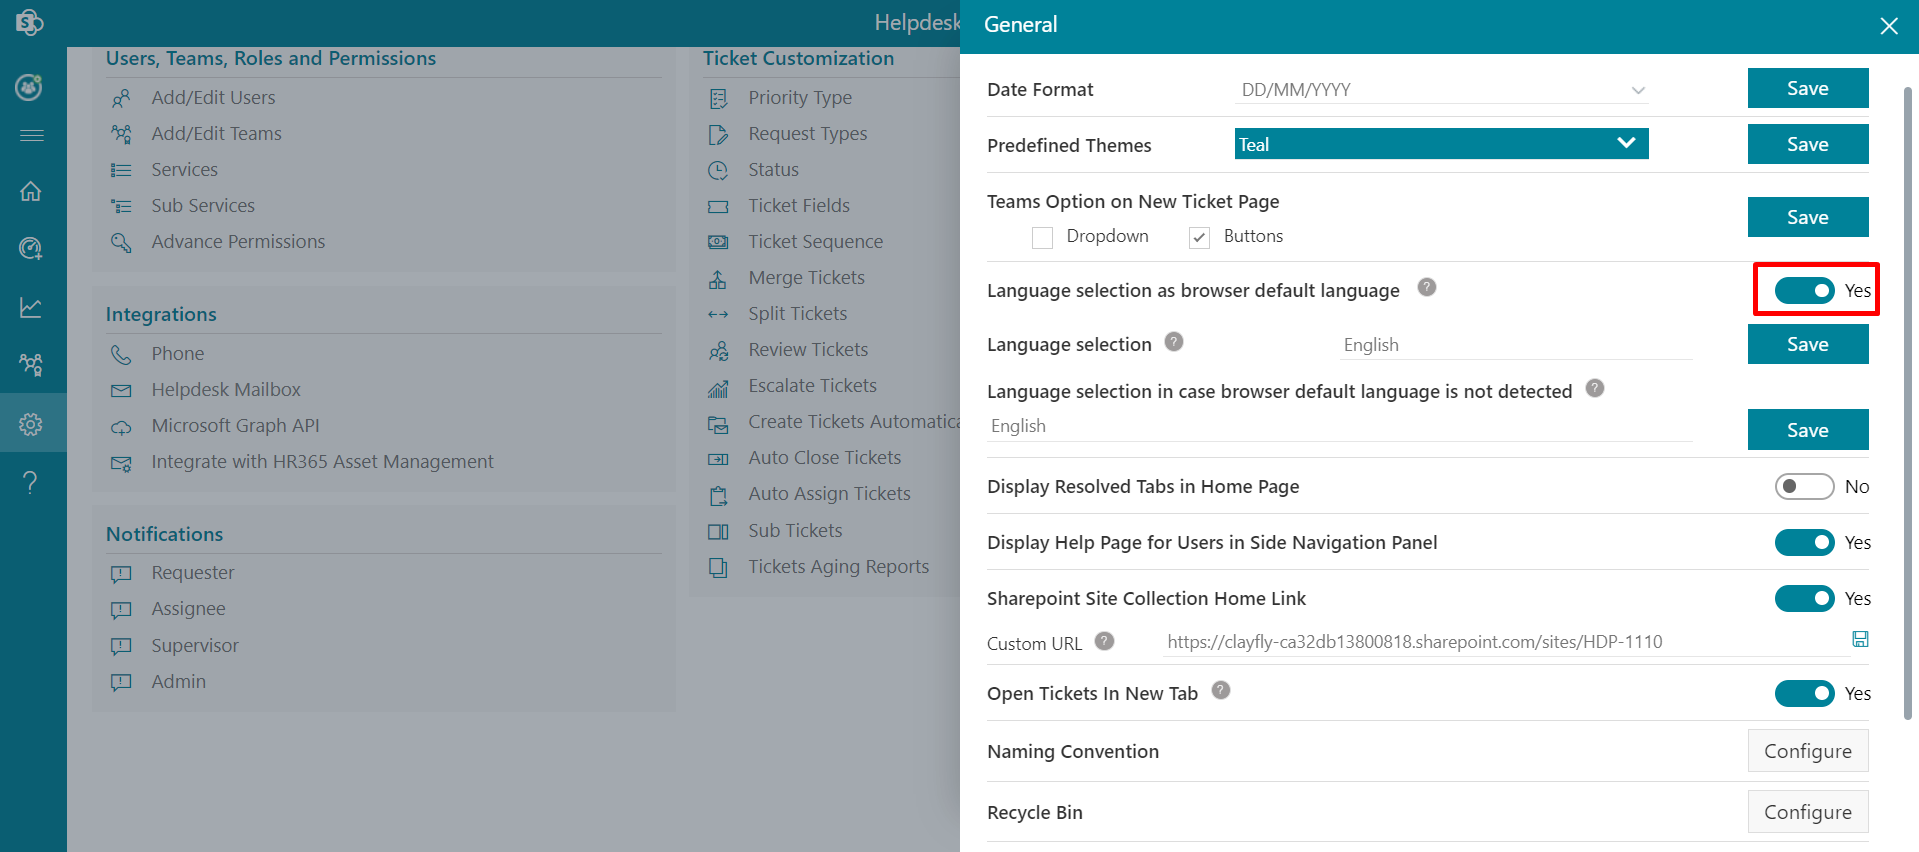 Helpdesk
General
Users, Teams, Roles and Permissions
Add/Edit Users
Add/Edit Teams
Services
Sub Services
Advance Permissions
Integrations
Phone
Helpdesk Mailbox
Microsoft Graph API
Integrate with HR365 Asset Management
Notifications
Requester
Assignee
Supervisor
Admin
Ticket Customization
Priority Type
Request Types
Status
Ticket Fields
Ticket Sequence
Merge Tickets
Split Tickets
Review Tickets
Escalate Tickets
Create Tickets Automatica
Auto Close Tickets
Auto Assign Tickets
Sub Tickets
Tickets Aging Reports
Date Format DD/MM/YYYY Save
Predefined Themes Teal Save
Teams Option on New Ticket Page Save
Dropdown Buttons
Language selection as browser default language ? Yes
Language selection ? English Save
Language selection in case browser default language is not detected ?
English Save
Display Resolved Tabs in Home Page No
Display Help Page for Users in Side Navigation Panel Yes
Sharepoint Site Collection Home Link Yes
Custom URL ? https://clayfly-ca32db13800818.sharepoint.com/sites/HDP-1110
Open Tickets In New Tab ? Yes
Naming Convention Configure
Recycle Bin Configure